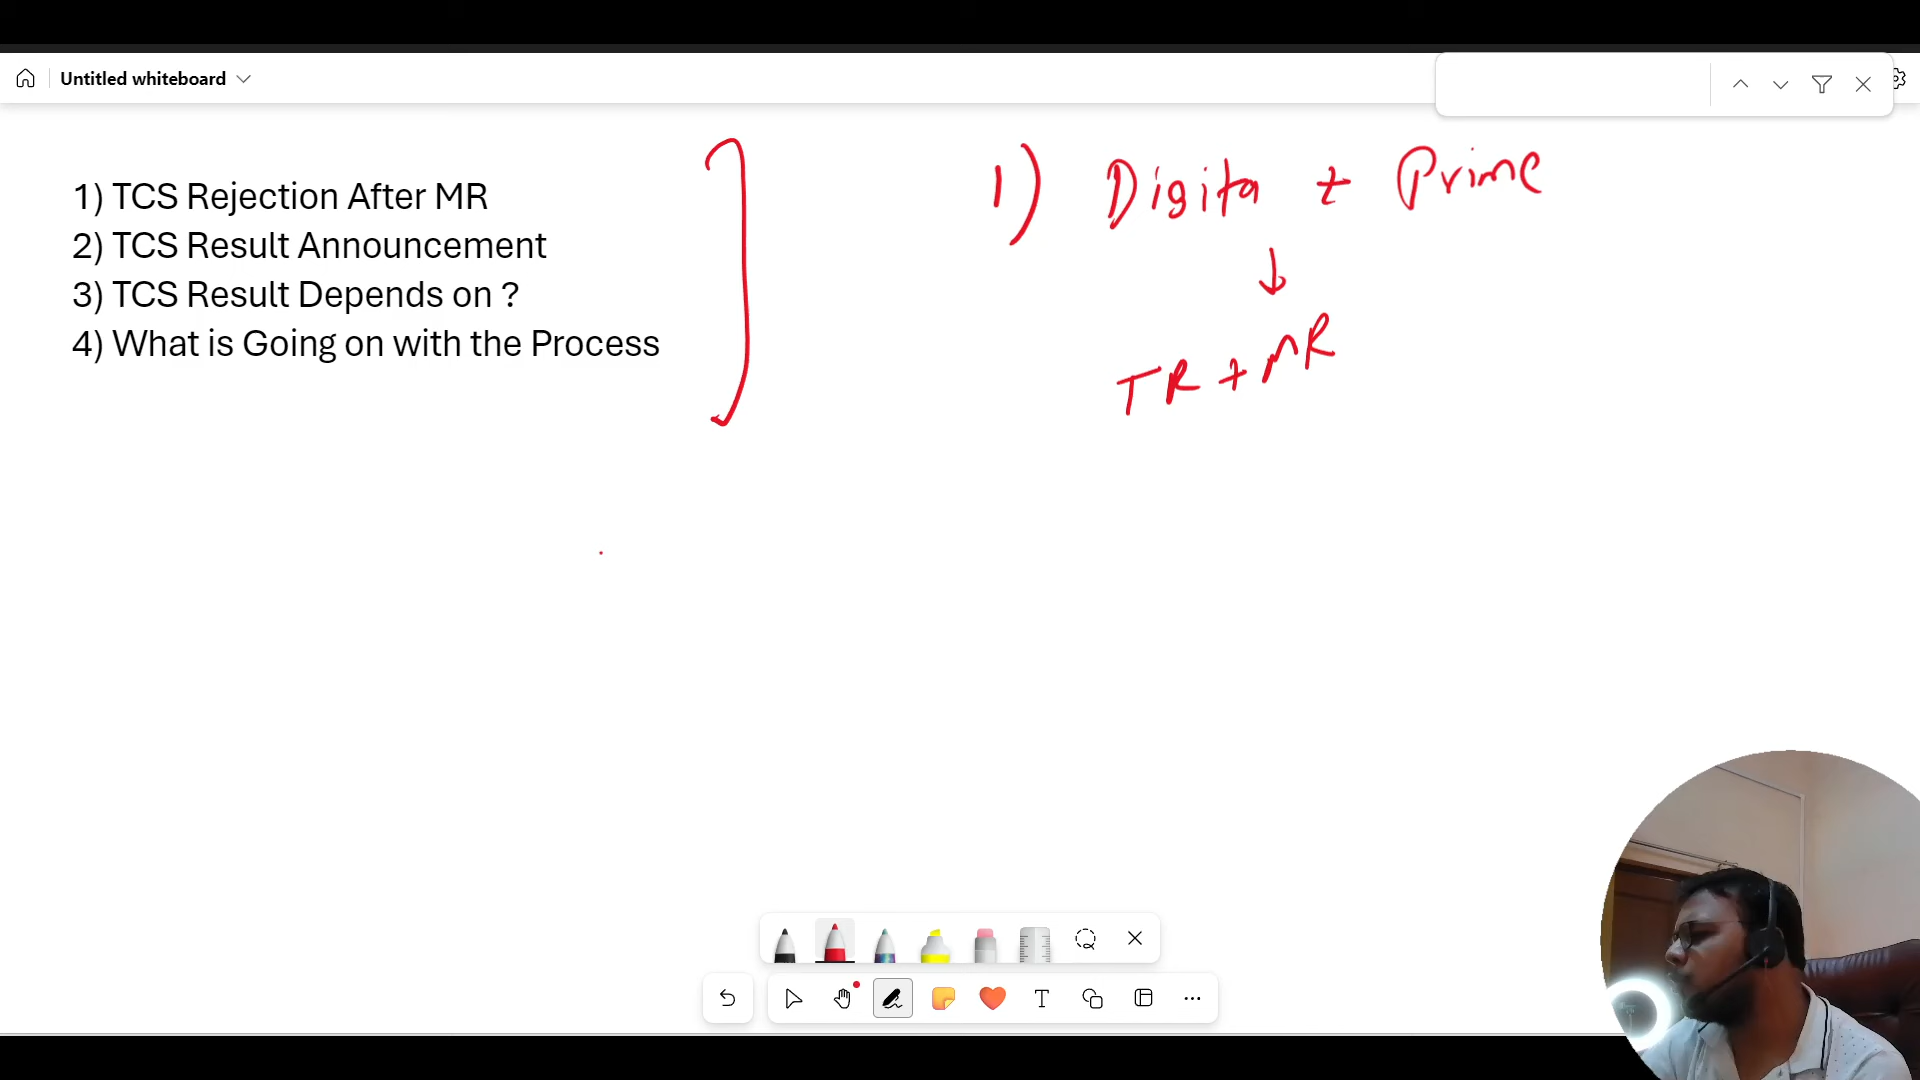 Untitled whiteboard
1) TCS Rejection After MR
2) TCS Result Announcement
3) TCS Result Depends on ?
4) What is Going on with the Process
1) Digita + Prime
TR + MR